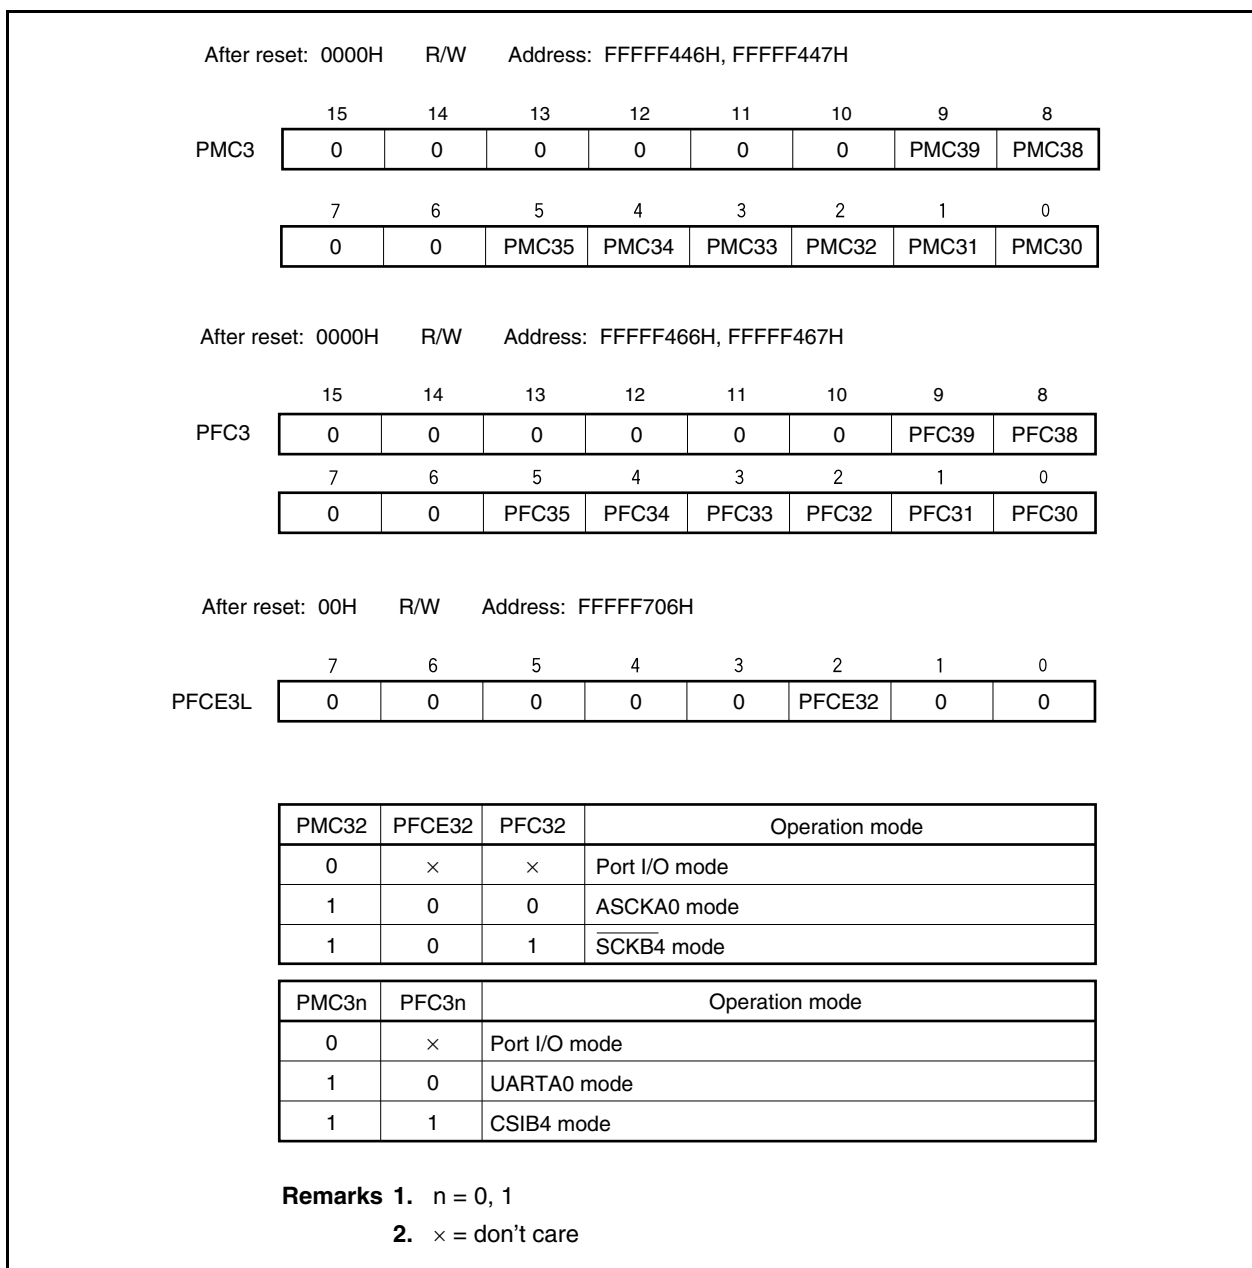 After reset: 0000H R/W Address: FFFFF446H, FFFFF447H
15 14 13 12 11 10 9 8
PMC3 0 0 0 0 0 0 PMC39 PMC38
7 6 5 4 3 2 1 0
0 0 PMC35 PMC34 PMC33 PMC32 PMC31 PMC30
After reset: 0000H R/W Address: FFFFF466H, FFFFF467H
15 14 13 12 11 10 9 8
PFC3 0 0 0 0 0 0 PFC39 PFC38
7 6 5 4 3 2 1 0
0 0 PFC35 PFC34 PFC33 PFC32 PFC31 PFC30
After reset: 00H R/W Address: FFFFF706H
7 6 5 4 3 2 1 0
PFCE3L 0 0 0 0 0 PFCE32 0 0
PMC32 PFCE32 PFC32 Operation mode
0 × × Port I/O mode
1 0 0 ASCKA0 mode
1 0 1 S̅C̅K̅B̅4̅ mode
PMC3n PFC3n Operation mode
0 × Port I/O mode
1 0 UARTA0 mode
1 1 CSIB4 mode
Remarks 1. n = 0, 1
2. × = don't care